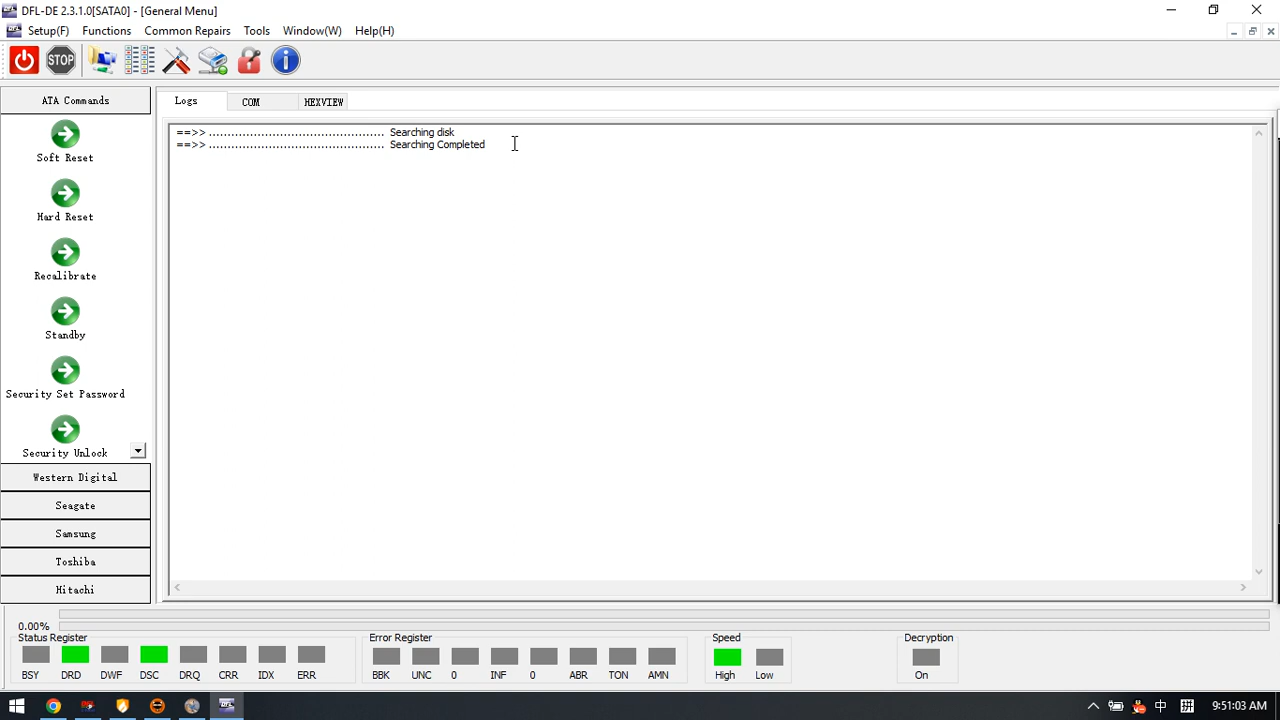 DFL-DE 2.3.1.0[SATA0] - [General Menu]
Setup(F) Functions Common Repairs Tools Window(W) Help(H)
STOP
ATA Commands
Logs COM HEXVIEW
==>> ............................................... Searching disk
==>> ............................................... Searching Completed
Soft Reset
Hard Reset
Recalibrate
Standby
Security Set Password
Security Unlock
Western Digital
Seagate
Samsung
Toshiba
Hitachi
0.00%
Status Register
BSY DRD DWF DSC DRQ CRR IDX ERR
Error Register
BBK UNC 0 INF 0 ABR TON AMN
Speed
High Low
Decryption
On
中 拼 9:51:03 AM